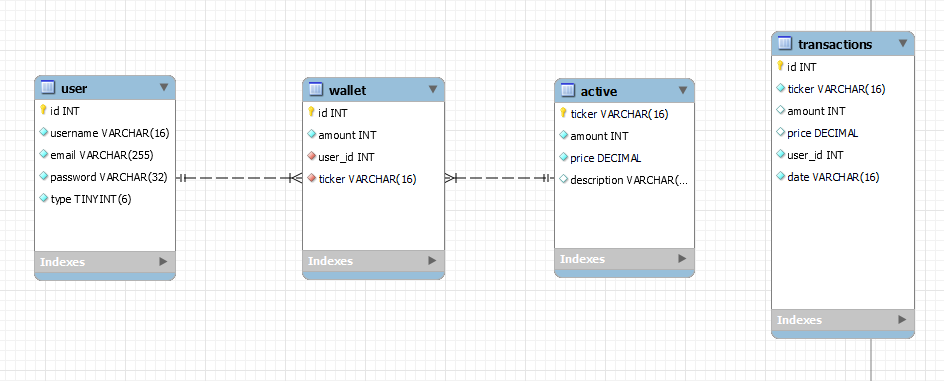 user
id INT
username VARCHAR(16)
email VARCHAR(255)
password VARCHAR(32)
type TINYINT(6)
Indexes
wallet
id INT
amount INT
user_id INT
ticker VARCHAR(16)
Indexes
active
ticker VARCHAR(16)
amount INT
price DECIMAL
description VARCHAR(...
Indexes
transactions
id INT
ticker VARCHAR(16)
amount INT
price DECIMAL
user_id INT
date VARCHAR(16)
Indexes